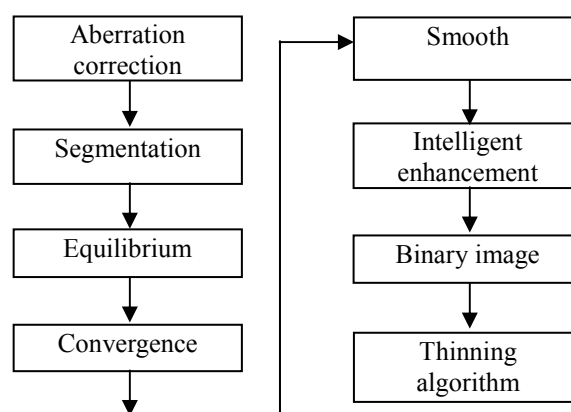 Aberration
correction
Segmentation
Equilibrium
Convergence
Smooth
Intelligent
enhancement
Binary image
Thinning
algorithm